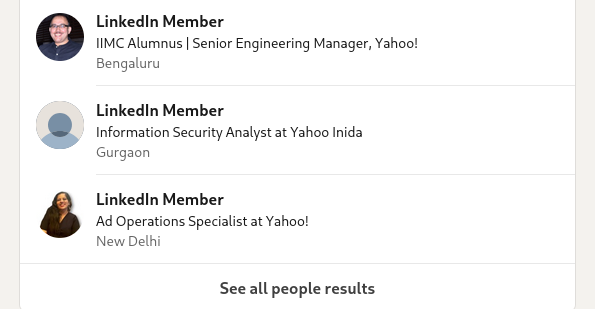 LinkedIn Member
IIMC Alumnus | Senior Engineering Manager, Yahoo!
Bengaluru
LinkedIn Member
Information Security Analyst at Yahoo Inida
Gurgaon
LinkedIn Member
Ad Operations Specialist at Yahoo!
New Delhi
See all people results